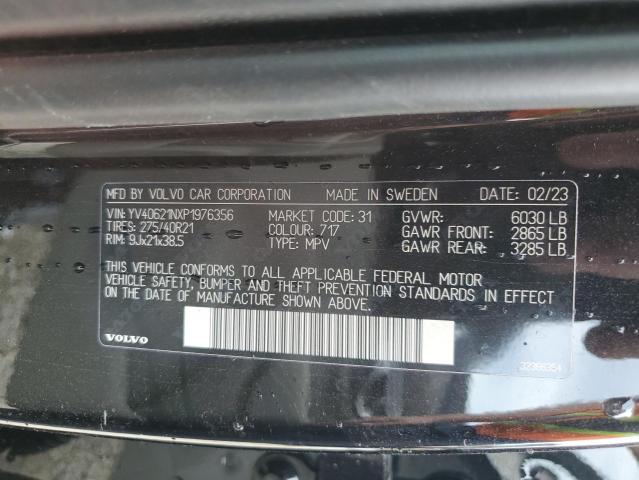 MFD BY VOLVO CAR CORPORATION MADE IN SWEDEN DATE: 02/23
VIN: YV40621NXP1976356 MARKET CODE: 31 GVWR: 6030 LB
TIRES: 275/40R21 COLOUR: 717 GAWR FRONT: 2865 LB
RIM: 9Jx21x38.5 TYPE: MPV GAWR REAR: 3285 LB
THIS VEHICLE CONFORMS TO ALL APPLICABLE FEDERAL MOTOR
VEHICLE SAFETY, BUMPER AND THEFT PREVENTION STANDARDS IN EFFECT
ON THE DATE OF MANUFACTURE SHOWN ABOVE.
VOLVO